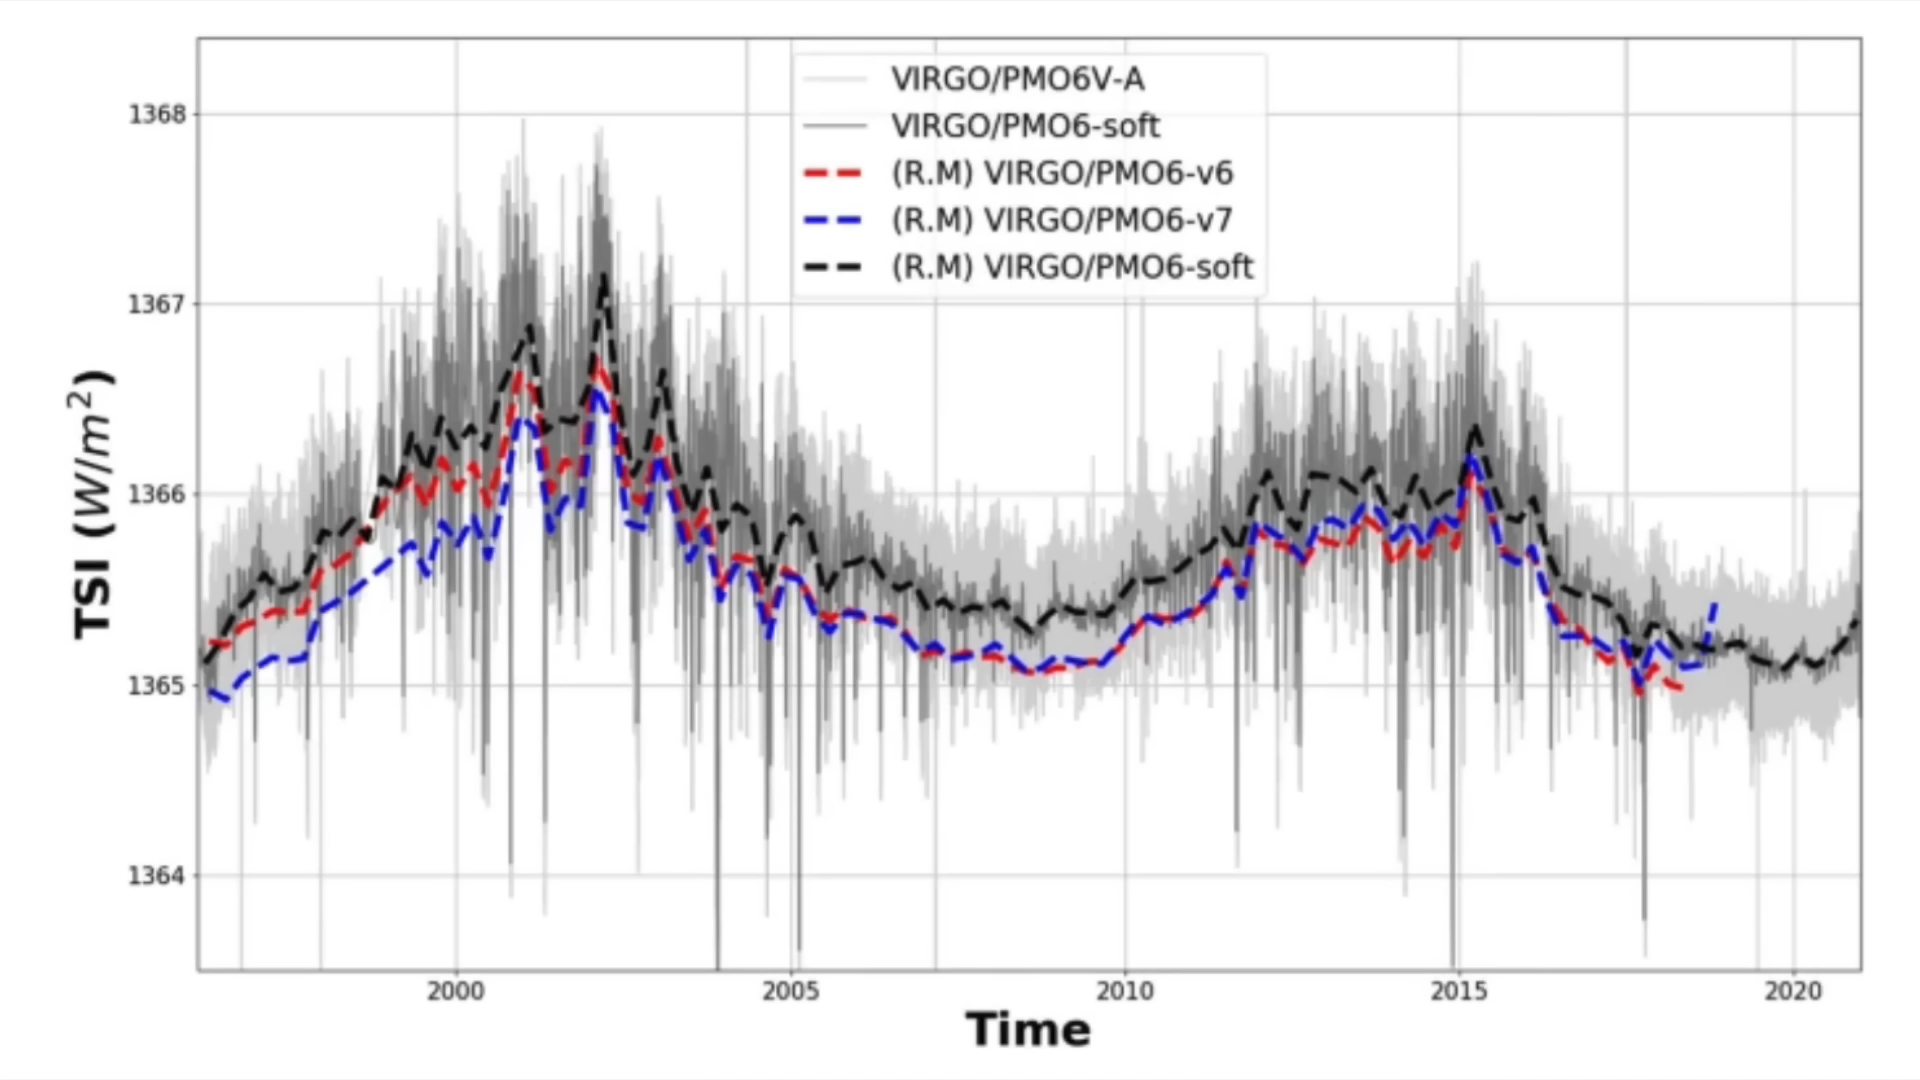 VIRGO/PMO6V-A
VIRGO/PMO6-soft
(R.M) VIRGO/PMO6-v6
(R.M) VIRGO/PMO6-v7
(R.M) VIRGO/PMO6-soft
1368
1367
1366
1365
1364
TSI (W/m²)
2000 2005 2010 2015 2020
Time